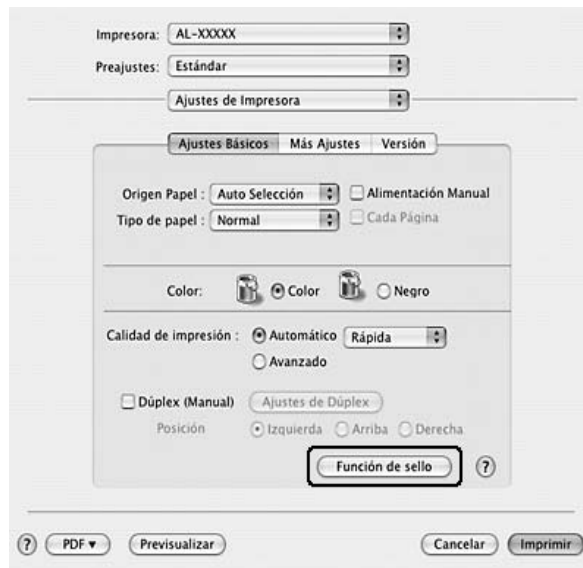 Impresora: AL-XXXXX
Preajustes: Estándar
Ajustes de Impresora
Ajustes Básicos Más Ajustes Versión
Origen Papel : Auto Selección Alimentación Manual
Tipo de papel : Normal Cada Página
Color: Color Negro
Calidad de impresión : Automático Rápida
Avanzado
Dúplex (Manual) Ajustes de Dúplex
Posición Izquierda Arriba Derecha
Función de sello ?
? PDF ▼ Previsualizar Cancelar Imprimir